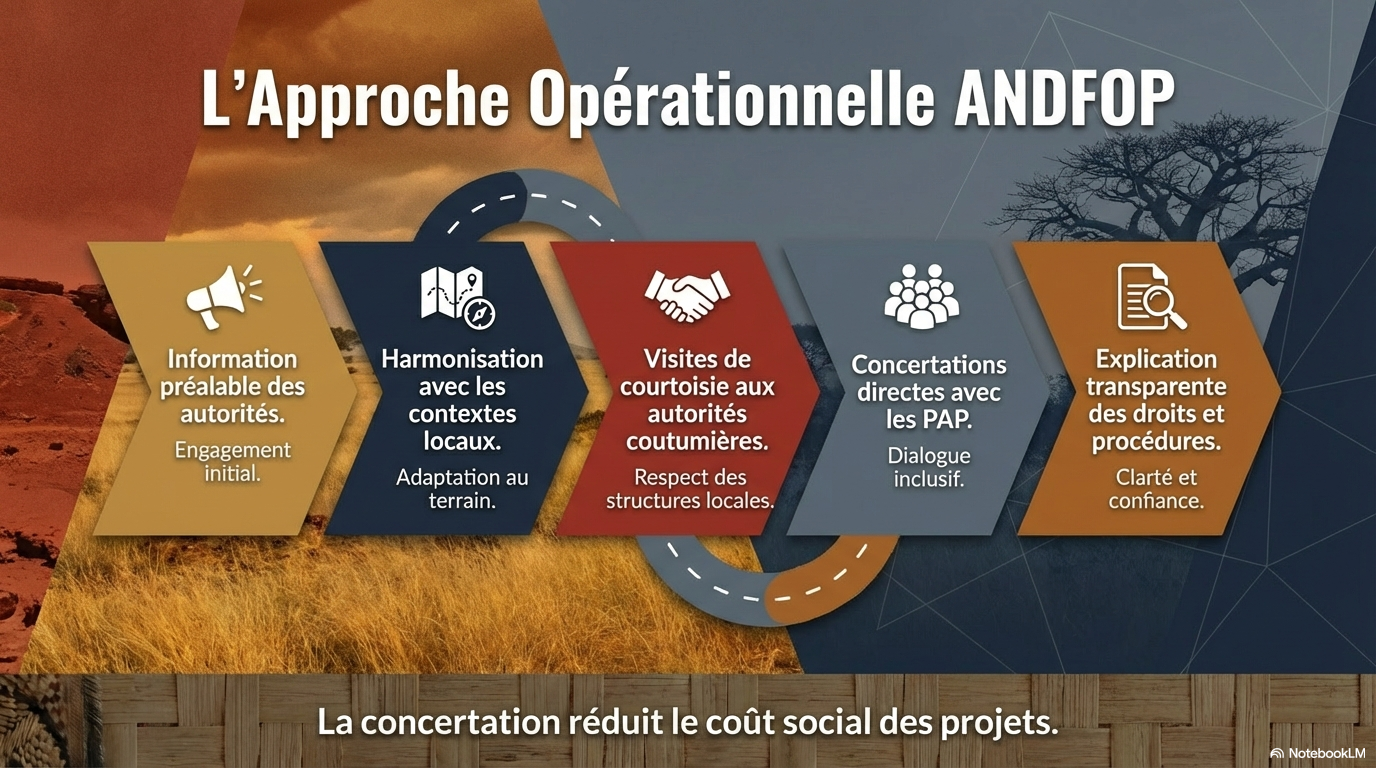 L’Approche Opérationnelle ANDFOP
Information
préalable des
autorités.
Engagement
initial.
Harmonisation
avec les
contextes
locaux.
Adaptation au
terrain.
Visites de
courtoisie aux
autorités
coutumières.
Respect des
structures locales.
Concertations
directes avec
les PAP.
Dialogue
inclusif.
Explication
transparente
des droits et
procédures.
Clarté et
confiance.
La concertation réduit le coût social des projets.
NotebookLM